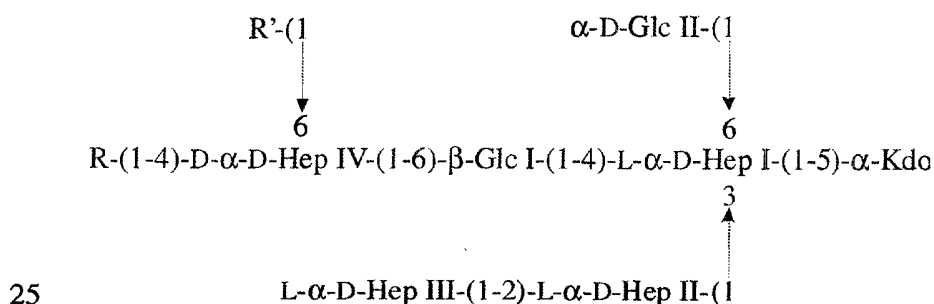 R'-(1 α-D-Glc II-(1
6 6
R-(1-4)-D-α-D-Hep IV-(1-6)-β-Glc I-(1-4)-L-α-D-Hep I-(1-5)-α-Kdo
3
25 L-α-D-Hep III-(1-2)-L-α-D-Hep II-(1